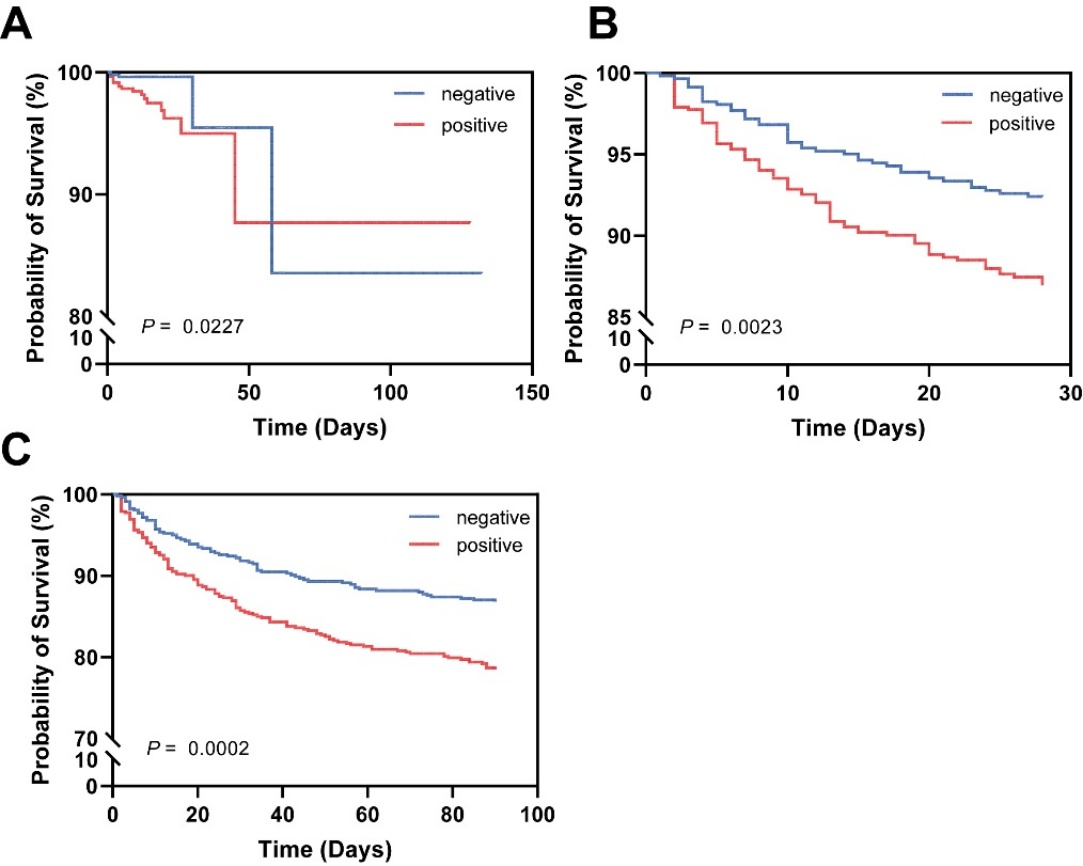 A
Probability of Survival (%)
100
90
80
10
0
negative
positive
P = 0.0227
0 50 100 150
Time (Days)
B
Probability of Survival (%)
100
95
90
85
10
0
negative
positive
P = 0.0023
0 10 20 30
Time (Days)
C
Probability of Survival (%)
100
90
80
70
10
0
negative
positive
P = 0.0002
0 20 40 60 80 100
Time (Days)